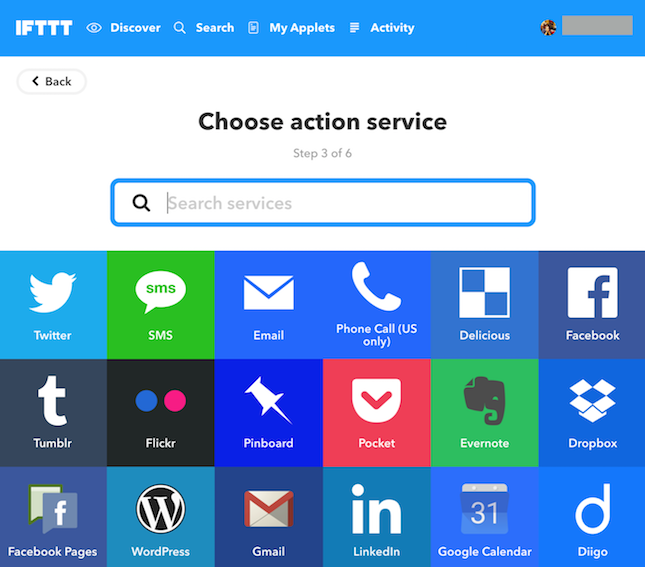 IFTTT Discover Search My Applets Activity
Back
Choose action service
Step 3 of 6
Search services
sms
Twitter SMS Email Phone Call (US
only) Delicious Facebook
t
Tumblr Flickr Pinboard Pocket Evernote Dropbox
f W M in 31 d
Facebook Pages WordPress Gmail LinkedIn Google Calendar Diigo